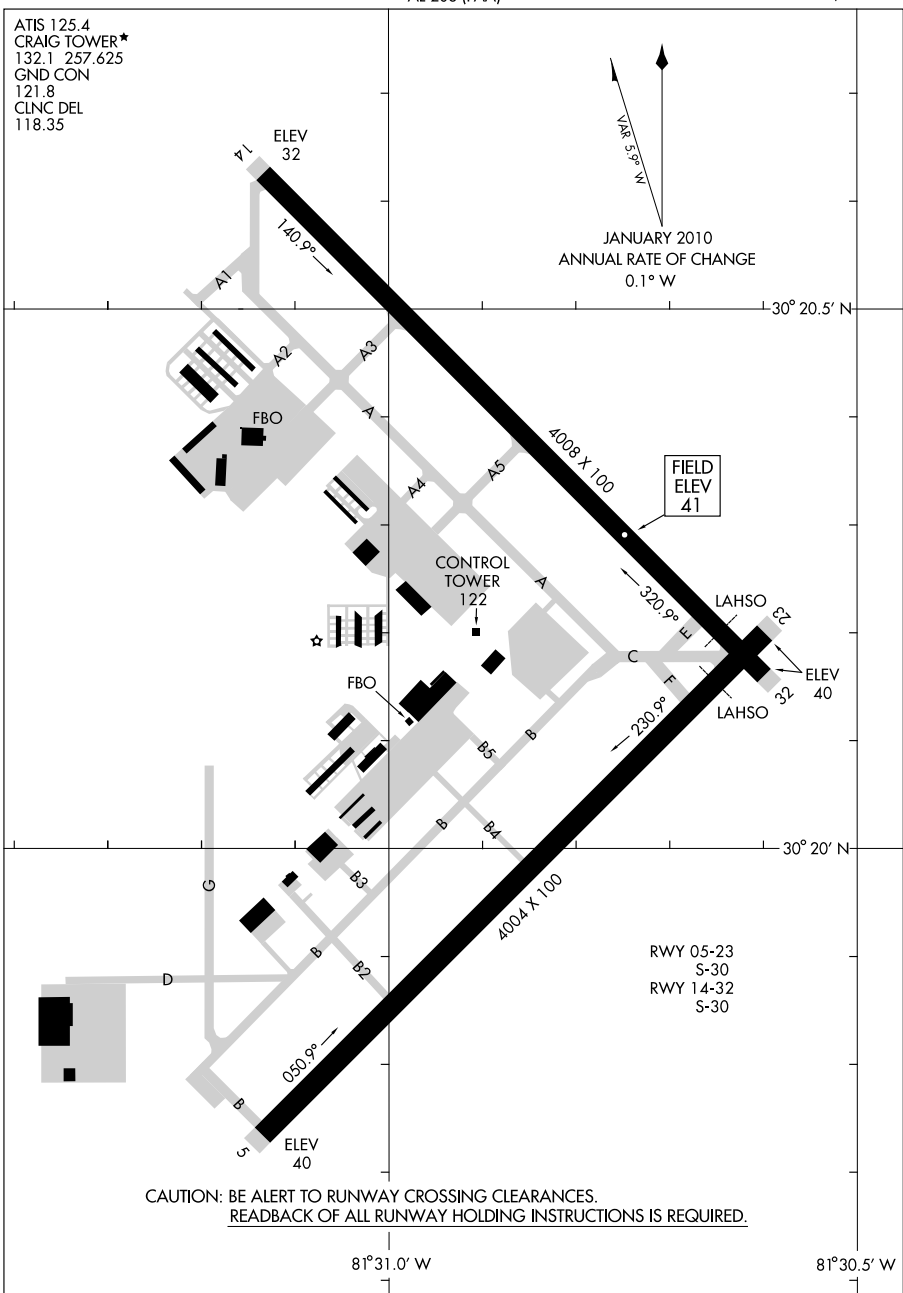 ATIS 125.4
CRAIG TOWER★
132.1 257.625
GND CON
121.8
CLNC DEL
118.35
VAR 5.9° W
JANUARY 2010
ANNUAL RATE OF CHANGE
0.1° W
14
ELEV
32
140.9°
30° 20.5' N
A1
A2
A3
FBO
A
4008 X 100
A4
A5
FIELD
ELEV
41
CONTROL
TOWER
122
A
320.9°
LAHSO
23
E
C
F
ELEV
40
32
LAHSO
FBO
230.9°
B
B5
B
B4
30° 20' N
B3
G
4004 X 100
B
B2
D
RWY 05-23
S-30
RWY 14-32
S-30
050.9°
B
5
ELEV
40
CAUTION: BE ALERT TO RUNWAY CROSSING CLEARANCES.
READBACK OF ALL RUNWAY HOLDING INSTRUCTIONS IS REQUIRED.
81°31.0' W
81°30.5' W